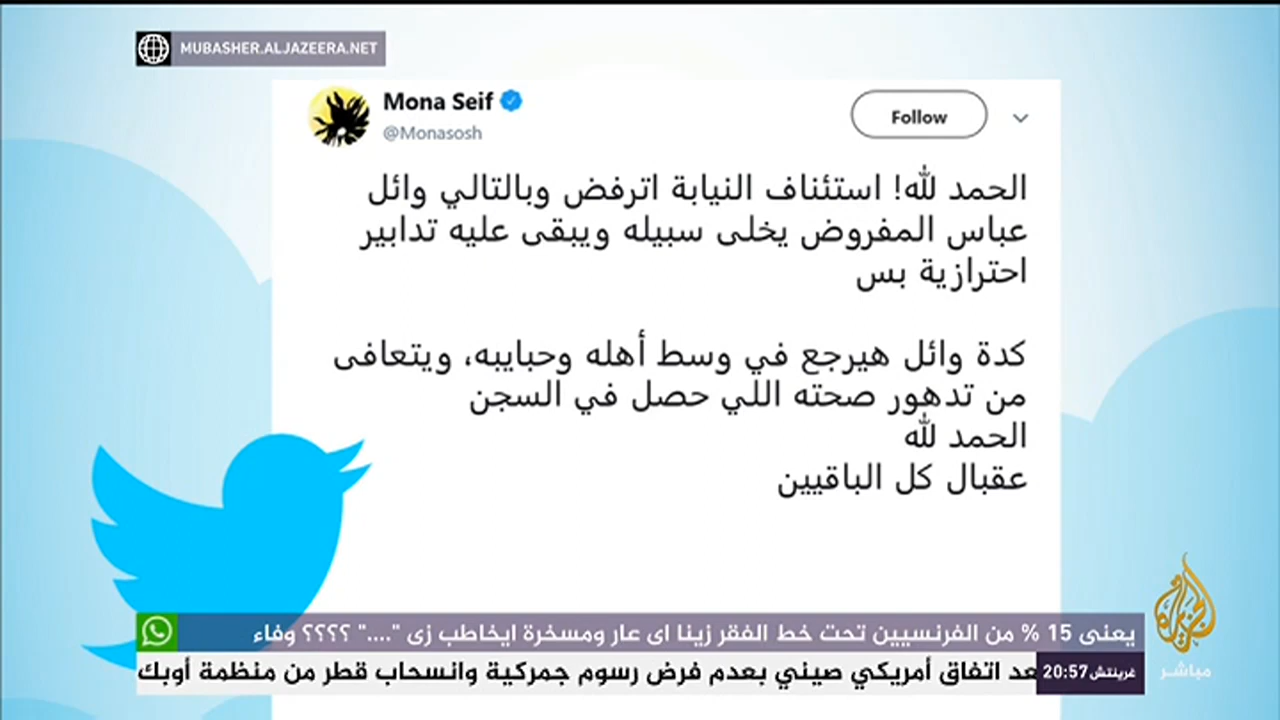 MUBASHER.ALJAZEERA.NET
Mona Seif
@Monasosh
Follow
الحمد لله! استئناف النيابة اترفض وبالتالي وائل
عباس المفروض يخلى سبيله ويبقى عليه تدابير
احترازية بس
كدة وائل هيرجع في وسط أهله وحبايبه، ويتعافى
من تدهور صحته اللي حصل في السجن
الحمد لله
عقبال كل الباقيين
يعنى 15 % من الفرنسيين تحت خط الفقر زينا اى عار ومسخرة ايخاطب زى "...." ؟؟؟؟ وفاء
غرينتش 20:57
عد اتفاق أمريكي صيني بعدم فرض رسوم جمركية وانسحاب قطر من منظمة أوبك
الجزيرة
مباشر